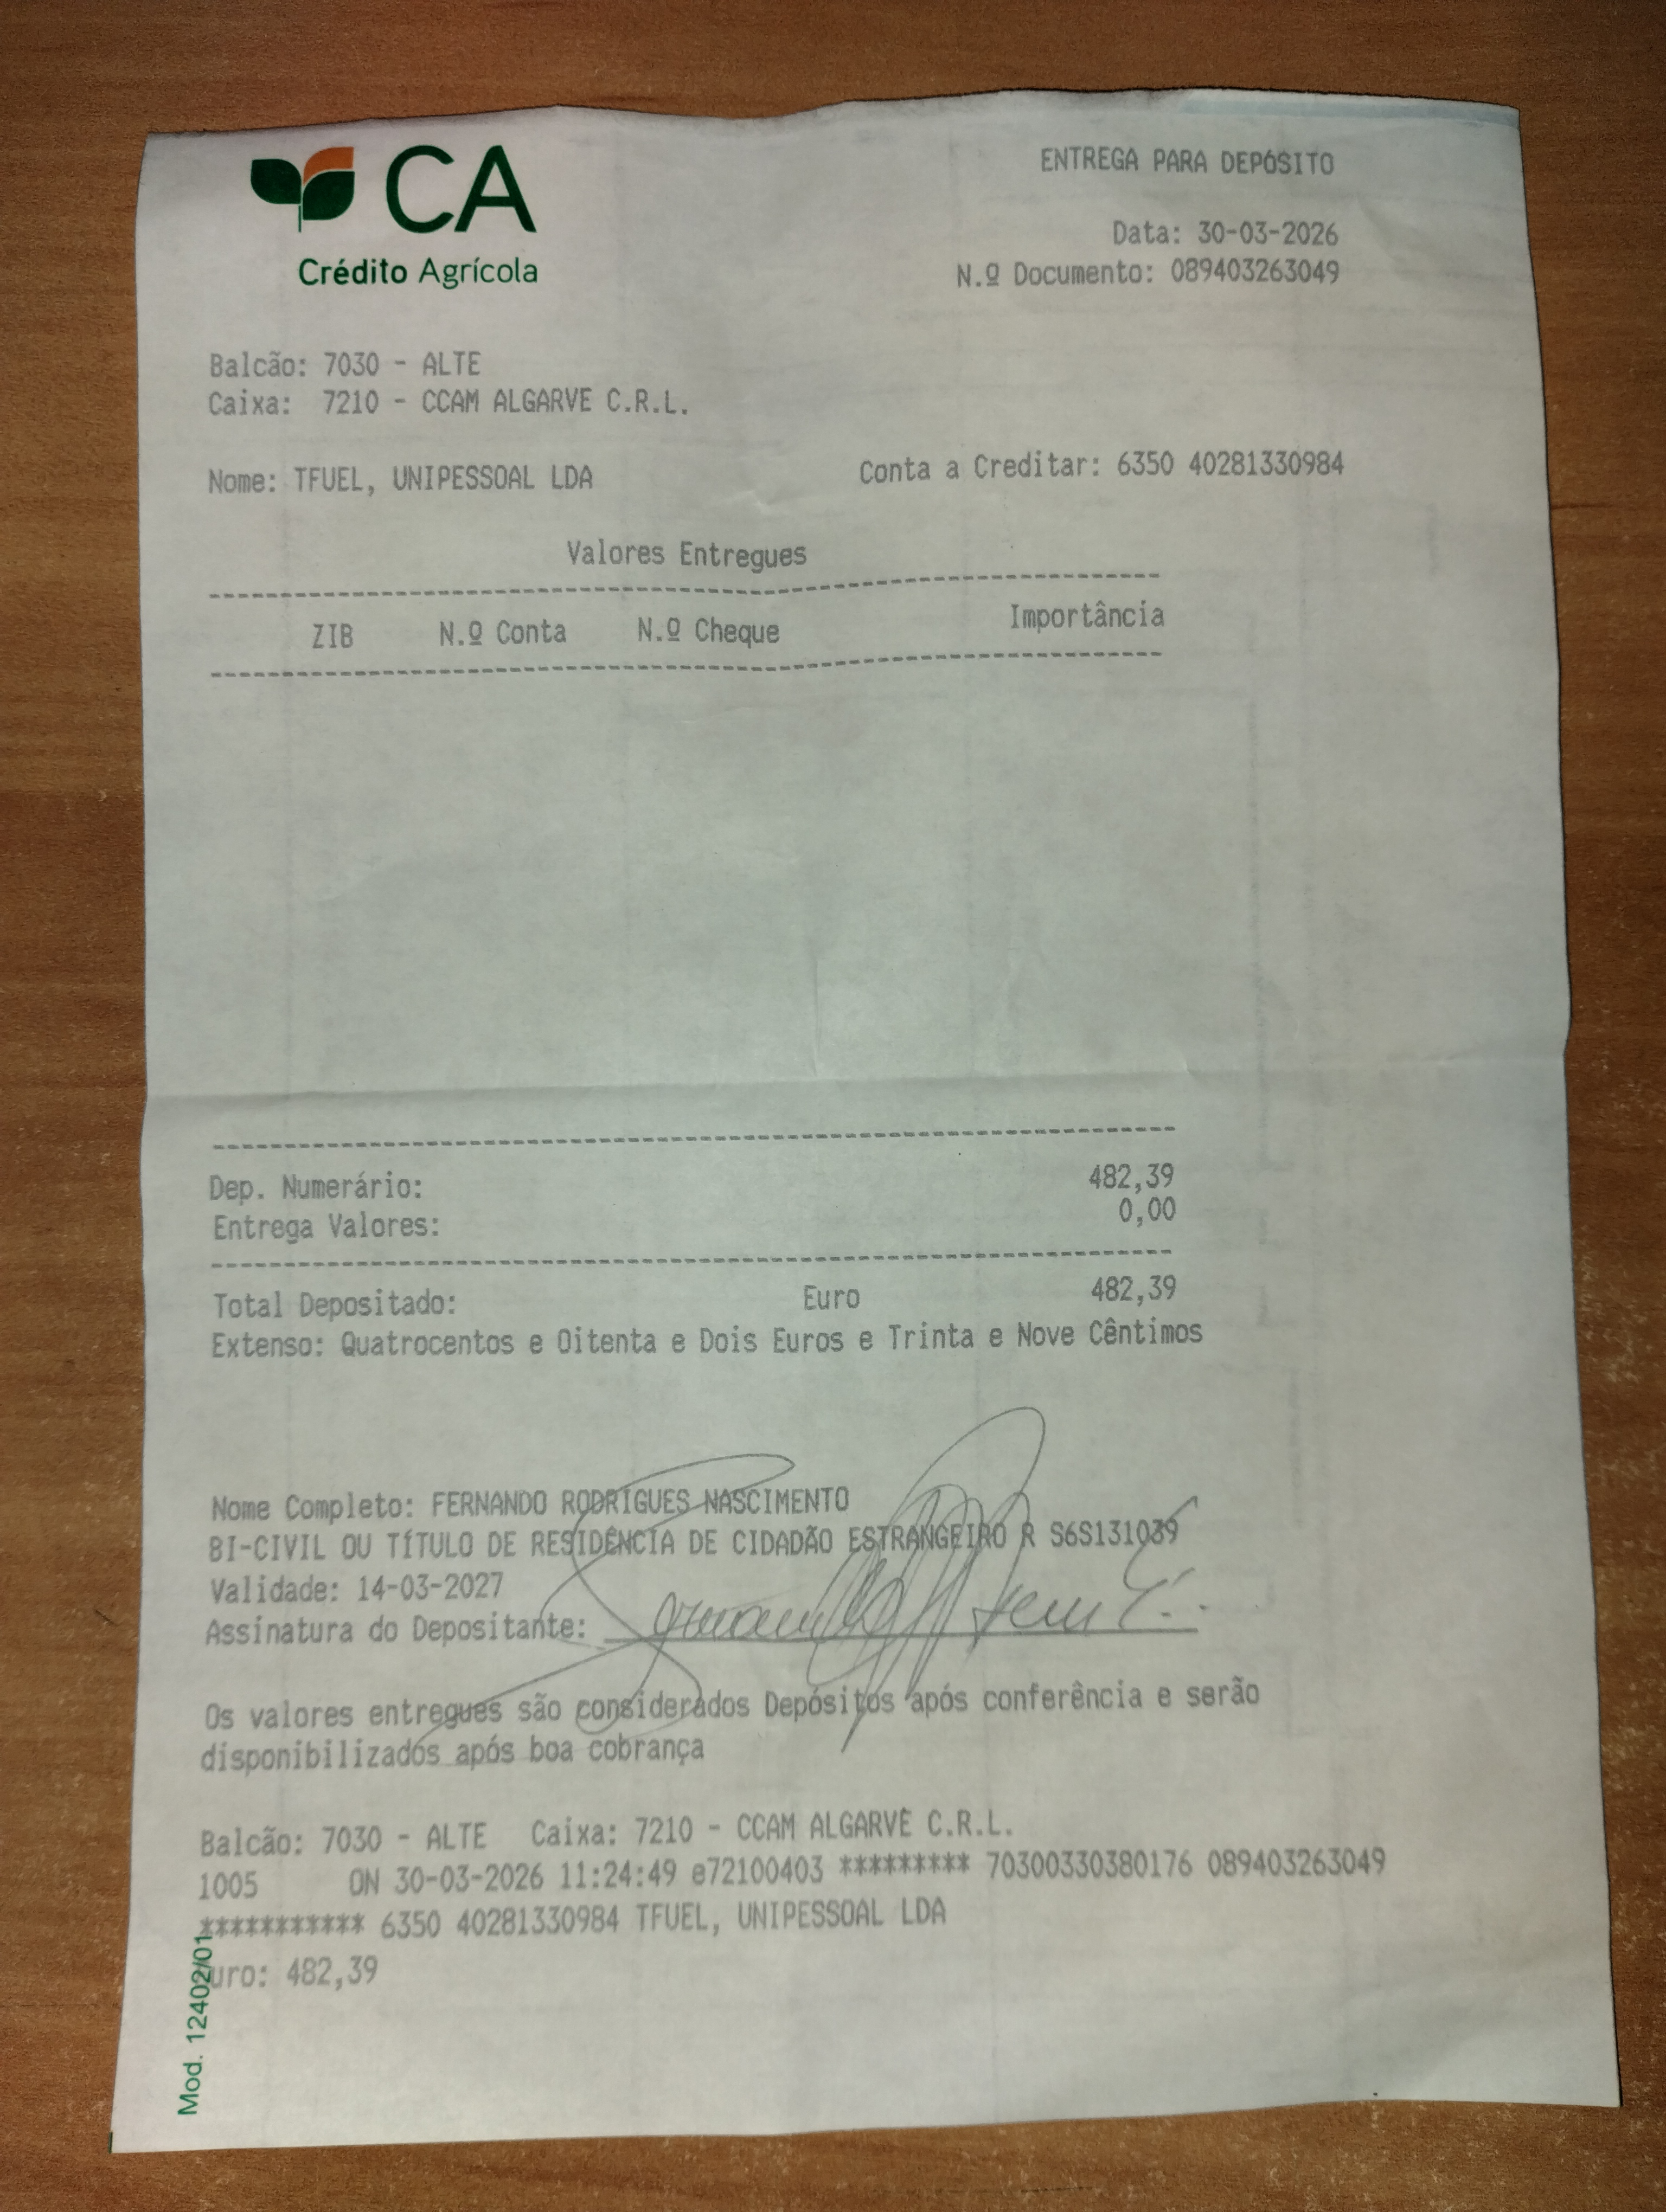 CA
Crédito Agrícola
ENTREGA PARA DEPÓSITO
Data: 30-03-2026
N.º Documento: 089403263049
Balcão: 7030 - ALTE
Caixa: 7210 - CCAM ALGARVE C.R.L.
Nome: TFUEL, UNIPESSOAL LDA Conta a Creditar: 6350 40281330984
Valores Entregues
ZIB N.º Conta N.º Cheque Importância
Dep. Numerário: 482,39
Entrega Valores: 0,00
Total Depositado: Euro 482,39
Extenso: Quatrocentos e Oitenta e Dois Euros e Trinta e Nove Cêntimos
Nome Completo: FERNANDO RODRIGUES NASCIMENTO
BI-CIVIL OU TÍTULO DE RESIDÊNCIA DE CIDADÃO ESTRANGEIRO R S6S131039
Validade: 14-03-2027
Assinatura do Depositante:
Os valores entregues são considerados Depósitos após conferência e serão
disponibilizados após boa cobrança
Balcão: 7030 - ALTE Caixa: 7210 - CCAM ALGARVE C.R.L.
1005 ON 30-03-2026 11:24:49 e72100403 ********* 70300330380176 089403263049
*********** 6350 40281330984 TFUEL, UNIPESSOAL LDA
uro: 482,39
Mod. 12402/01